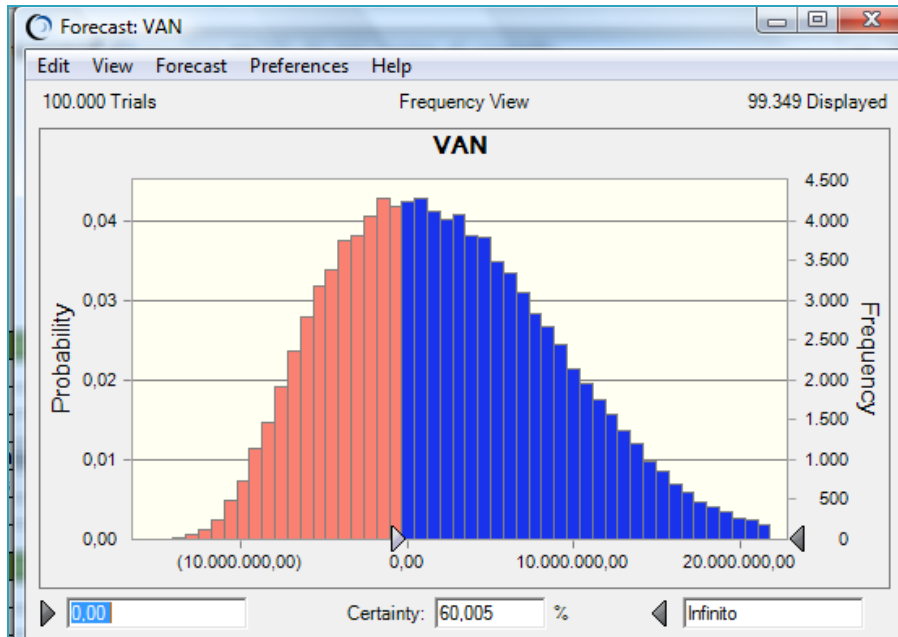 Forecast: VAN
Edit View Forecast Preferences Help
100.000 Trials Frequency View 99.349 Displayed
VAN
Probability
0,04
0,03
0,02
0,01
0,00
4.500
4.000
3.500
3.000
2.500
2.000
1.500
1.000
500
0
Frequency
(10.000.000,00) 0,00 10.000.000,00 20.000.000,00
0,00 Certainty: 60,005 % Infinito